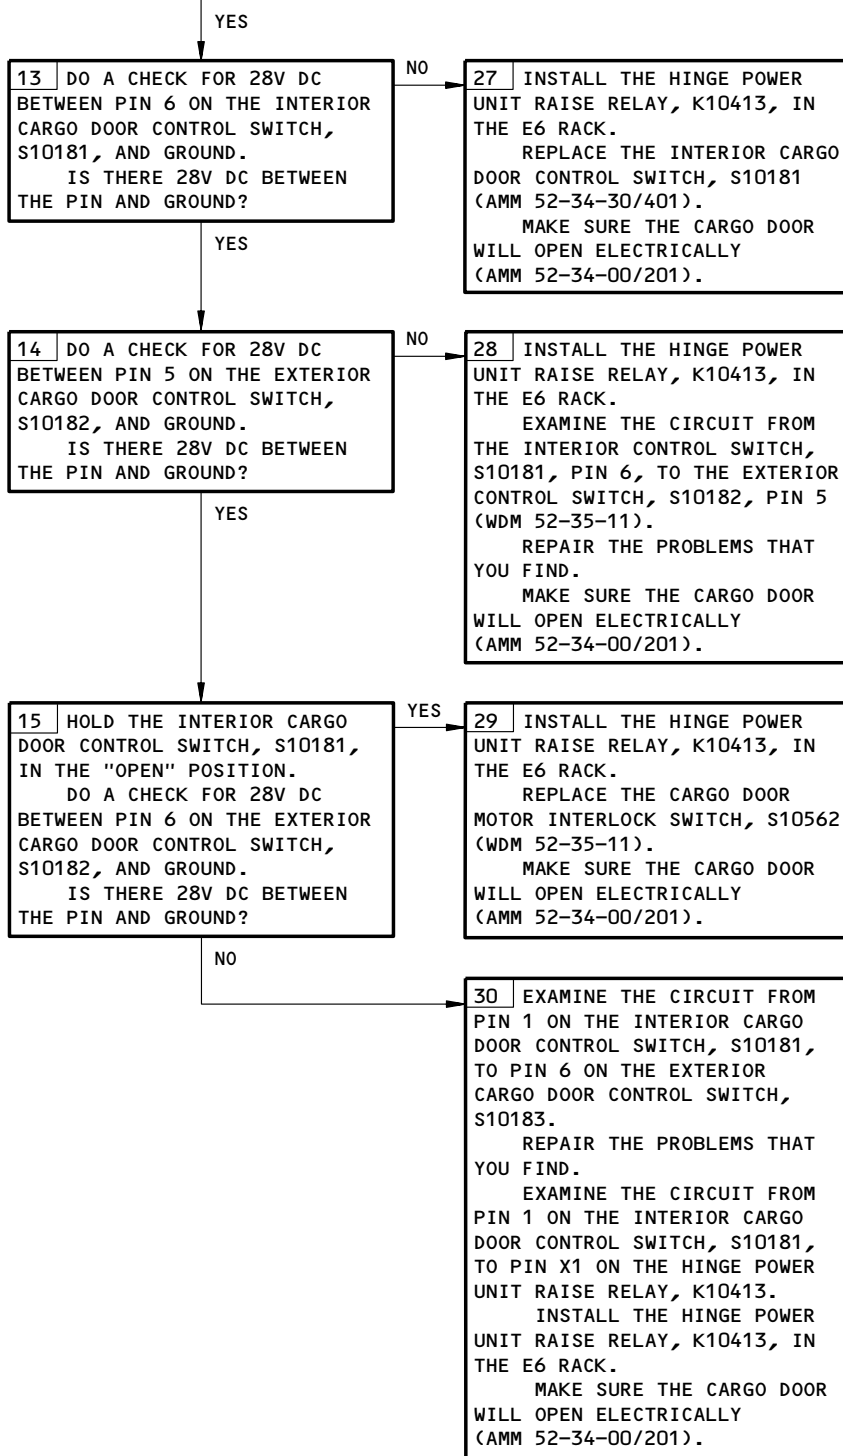 YES
13 DO A CHECK FOR 28V DC
BETWEEN PIN 6 ON THE INTERIOR
CARGO DOOR CONTROL SWITCH,
S10181, AND GROUND.
IS THERE 28V DC BETWEEN
THE PIN AND GROUND?
NO
27 INSTALL THE HINGE POWER
UNIT RAISE RELAY, K10413, IN
THE E6 RACK.
REPLACE THE INTERIOR CARGO
DOOR CONTROL SWITCH, S10181
(AMM 52-34-30/401).
MAKE SURE THE CARGO DOOR
WILL OPEN ELECTRICALLY
(AMM 52-34-00/201).
YES
14 DO A CHECK FOR 28V DC
BETWEEN PIN 5 ON THE EXTERIOR
CARGO DOOR CONTROL SWITCH,
S10182, AND GROUND.
IS THERE 28V DC BETWEEN
THE PIN AND GROUND?
NO
28 INSTALL THE HINGE POWER
UNIT RAISE RELAY, K10413, IN
THE E6 RACK.
EXAMINE THE CIRCUIT FROM
THE INTERIOR CONTROL SWITCH,
S10181, PIN 6, TO THE EXTERIOR
CONTROL SWITCH, S10182, PIN 5
(WDM 52-35-11).
REPAIR THE PROBLEMS THAT
YOU FIND.
MAKE SURE THE CARGO DOOR
WILL OPEN ELECTRICALLY
(AMM 52-34-00/201).
YES
15 HOLD THE INTERIOR CARGO
DOOR CONTROL SWITCH, S10181,
IN THE "OPEN" POSITION.
DO A CHECK FOR 28V DC
BETWEEN PIN 6 ON THE EXTERIOR
CARGO DOOR CONTROL SWITCH,
S10182, AND GROUND.
IS THERE 28V DC BETWEEN
THE PIN AND GROUND?
YES
29 INSTALL THE HINGE POWER
UNIT RAISE RELAY, K10413, IN
THE E6 RACK.
REPLACE THE CARGO DOOR
MOTOR INTERLOCK SWITCH, S10562
(WDM 52-35-11).
MAKE SURE THE CARGO DOOR
WILL OPEN ELECTRICALLY
(AMM 52-34-00/201).
NO
30 EXAMINE THE CIRCUIT FROM
PIN 1 ON THE INTERIOR CARGO
DOOR CONTROL SWITCH, S10181,
TO PIN 6 ON THE EXTERIOR
CARGO DOOR CONTROL SWITCH,
S10183.
REPAIR THE PROBLEMS THAT
YOU FIND.
EXAMINE THE CIRCUIT FROM
PIN 1 ON THE INTERIOR CARGO
DOOR CONTROL SWITCH, S10181,
TO PIN X1 ON THE HINGE POWER
UNIT RAISE RELAY, K10413.
INSTALL THE HINGE POWER
UNIT RAISE RELAY, K10413, IN
THE E6 RACK.
MAKE SURE THE CARGO DOOR
WILL OPEN ELECTRICALLY
(AMM 52-34-00/201).